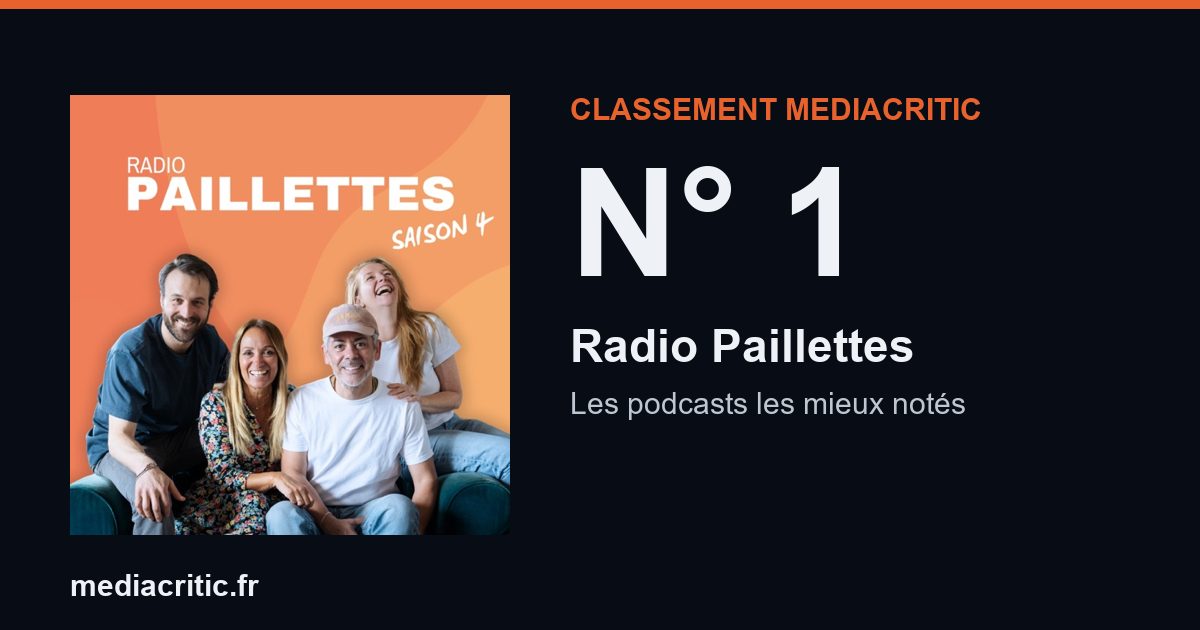 RADIO
PAILLETTES
SAISON 4
CLASSEMENT MEDIACRITIC
N° 1
Radio Paillettes
Les podcasts les mieux notés
mediacritic.fr